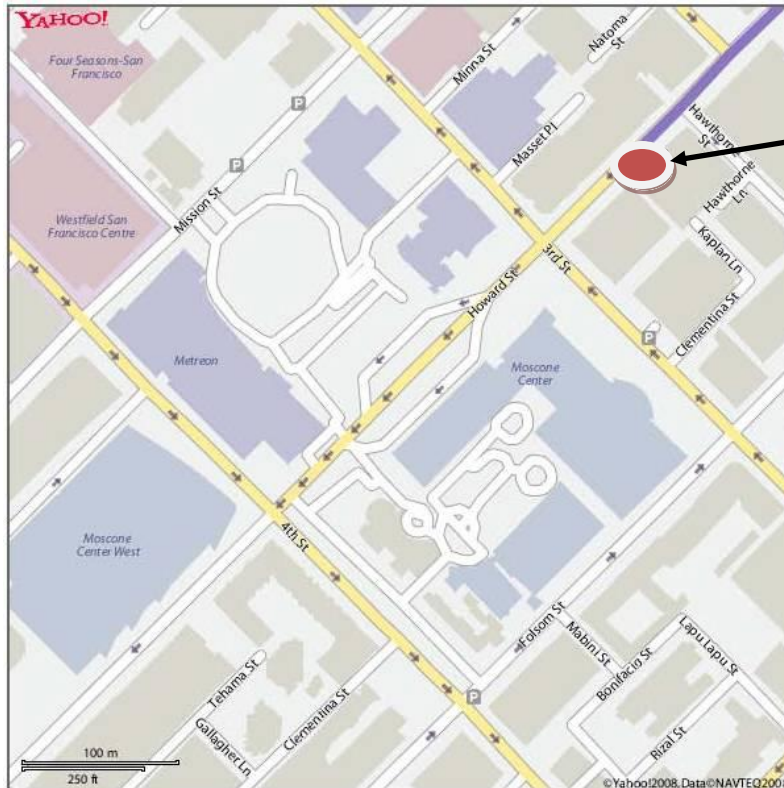 YAHOO!
Four Seasons-San
Francisco
Minna St
Natoma
St
P
Hawthorne
St
Masset Pl
P
Hawthorne
Ln
Mission St
Westfield San
Francisco Centre
Kaplan Ln
3rd St
Howard St
Clementina St
P
Metreon
Moscone
Center
Moscone
Center West
4th St
Folsom St
Mabini St
Lapu Lapu St
Bonifacio St
Tehama St
P
Clementina St
Gallagher Ln
Rizal St
100 m
250 ft
©Yahoo!2008, Data©NAVTEQ2008